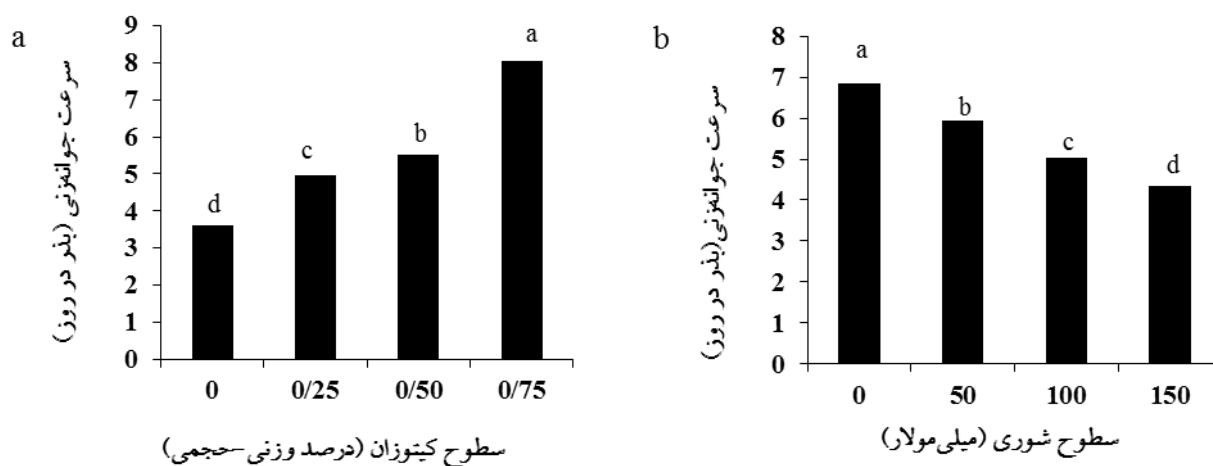 a
سرعت جوانه‌زنی (بذر در روز)
9
8
7
6
5
4
3
2
1
0
d
c
b
a
0 0/25 0/50 0/75
سطوح کیتوزان (درصد وزنی-حجمی)
b
سرعت جوانه‌زنی(بذر در روز)
8
7
6
5
4
3
2
1
0
a
b
c
d
0 50 100 150
سطوح شوری (میلی‌مولار)